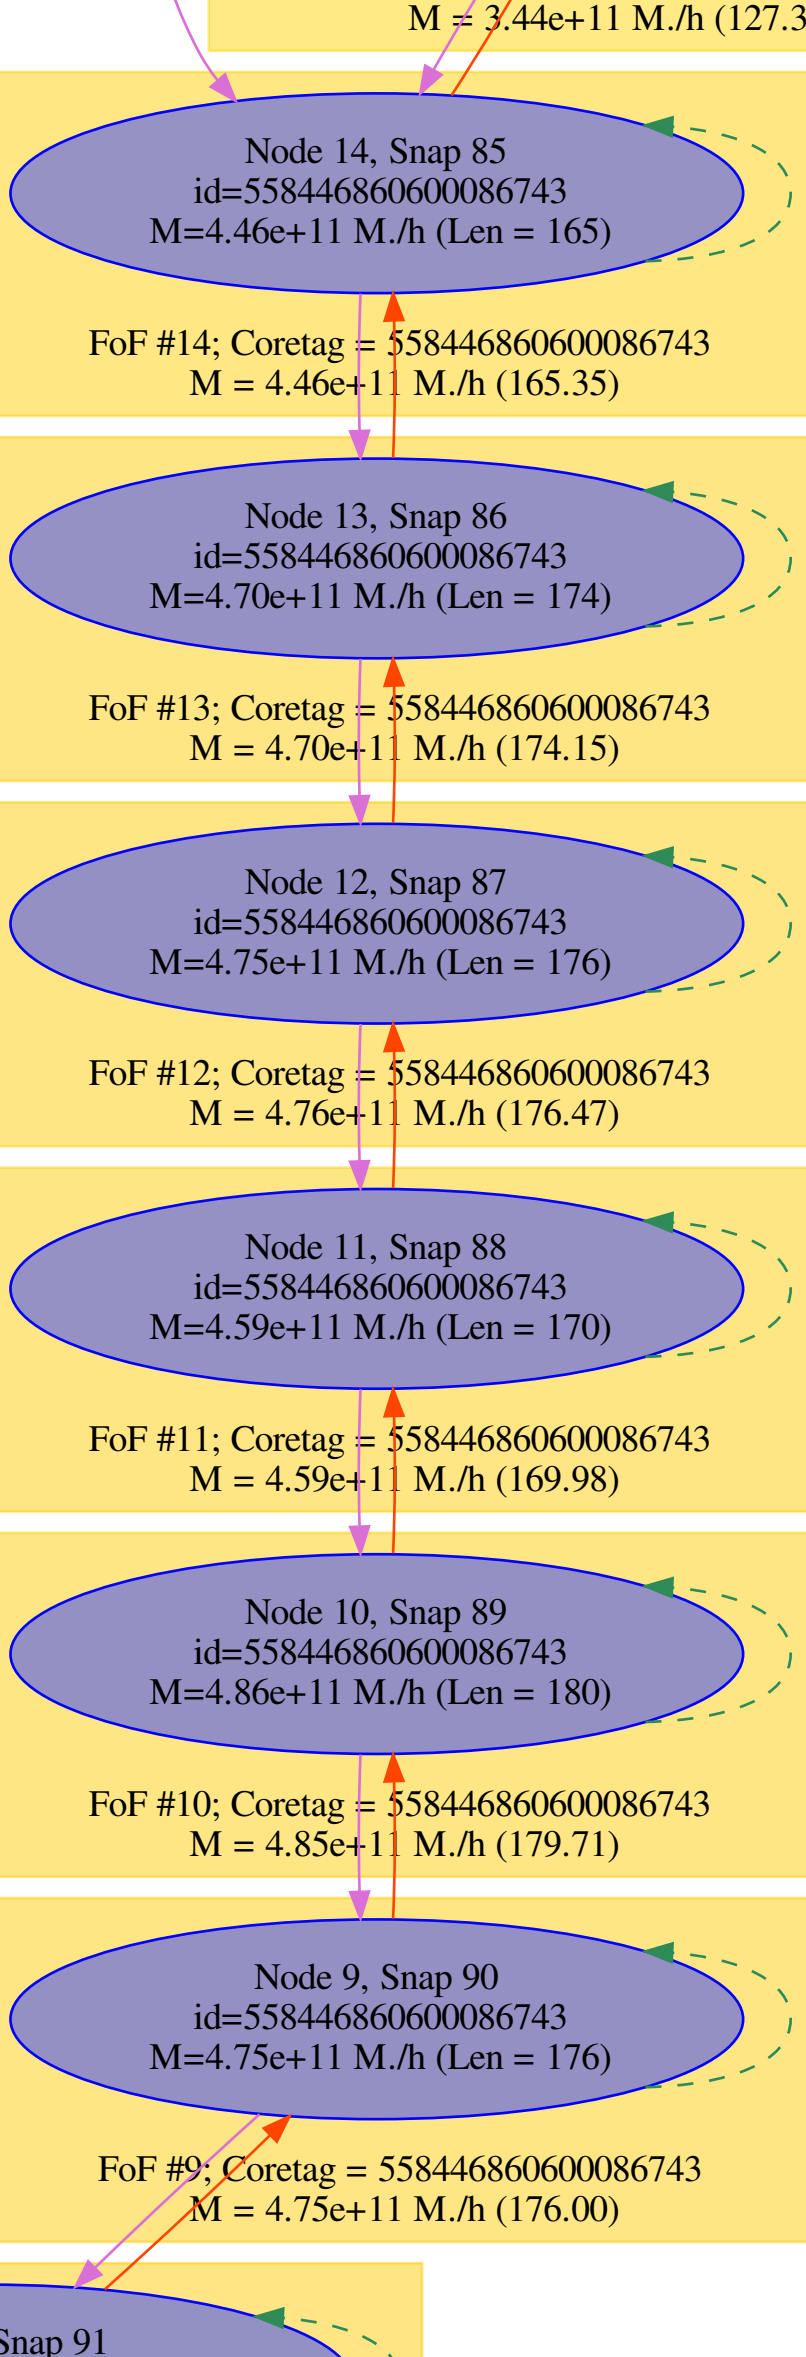 M = 3.44e+11 M./h (127.3
Node 14, Snap 85
id=558446860600086743
M=4.46e+11 M./h (Len = 165)
FoF #14; Coretag = 558446860600086743
M = 4.46e+11 M./h (165.35)
Node 13, Snap 86
id=558446860600086743
M=4.70e+11 M./h (Len = 174)
FoF #13; Coretag = 558446860600086743
M = 4.70e+11 M./h (174.15)
Node 12, Snap 87
id=558446860600086743
M=4.75e+11 M./h (Len = 176)
FoF #12; Coretag = 558446860600086743
M = 4.76e+11 M./h (176.47)
Node 11, Snap 88
id=558446860600086743
M=4.59e+11 M./h (Len = 170)
FoF #11; Coretag = 558446860600086743
M = 4.59e+11 M./h (169.98)
Node 10, Snap 89
id=558446860600086743
M=4.86e+11 M./h (Len = 180)
FoF #10; Coretag = 558446860600086743
M = 4.85e+11 M./h (179.71)
Node 9, Snap 90
id=558446860600086743
M=4.75e+11 M./h (Len = 176)
FoF #9; Coretag = 558446860600086743
M = 4.75e+11 M./h (176.00)
Snap 91